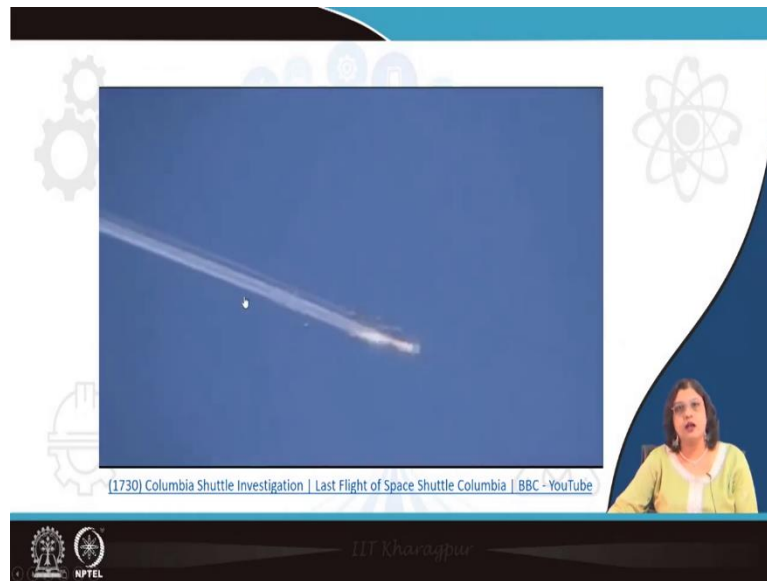 (1730) Columbia Shuttle Investigation | Last Flight of Space Shuttle Columbia | BBC - YouTube
IIT Kharagpur
NPTEL